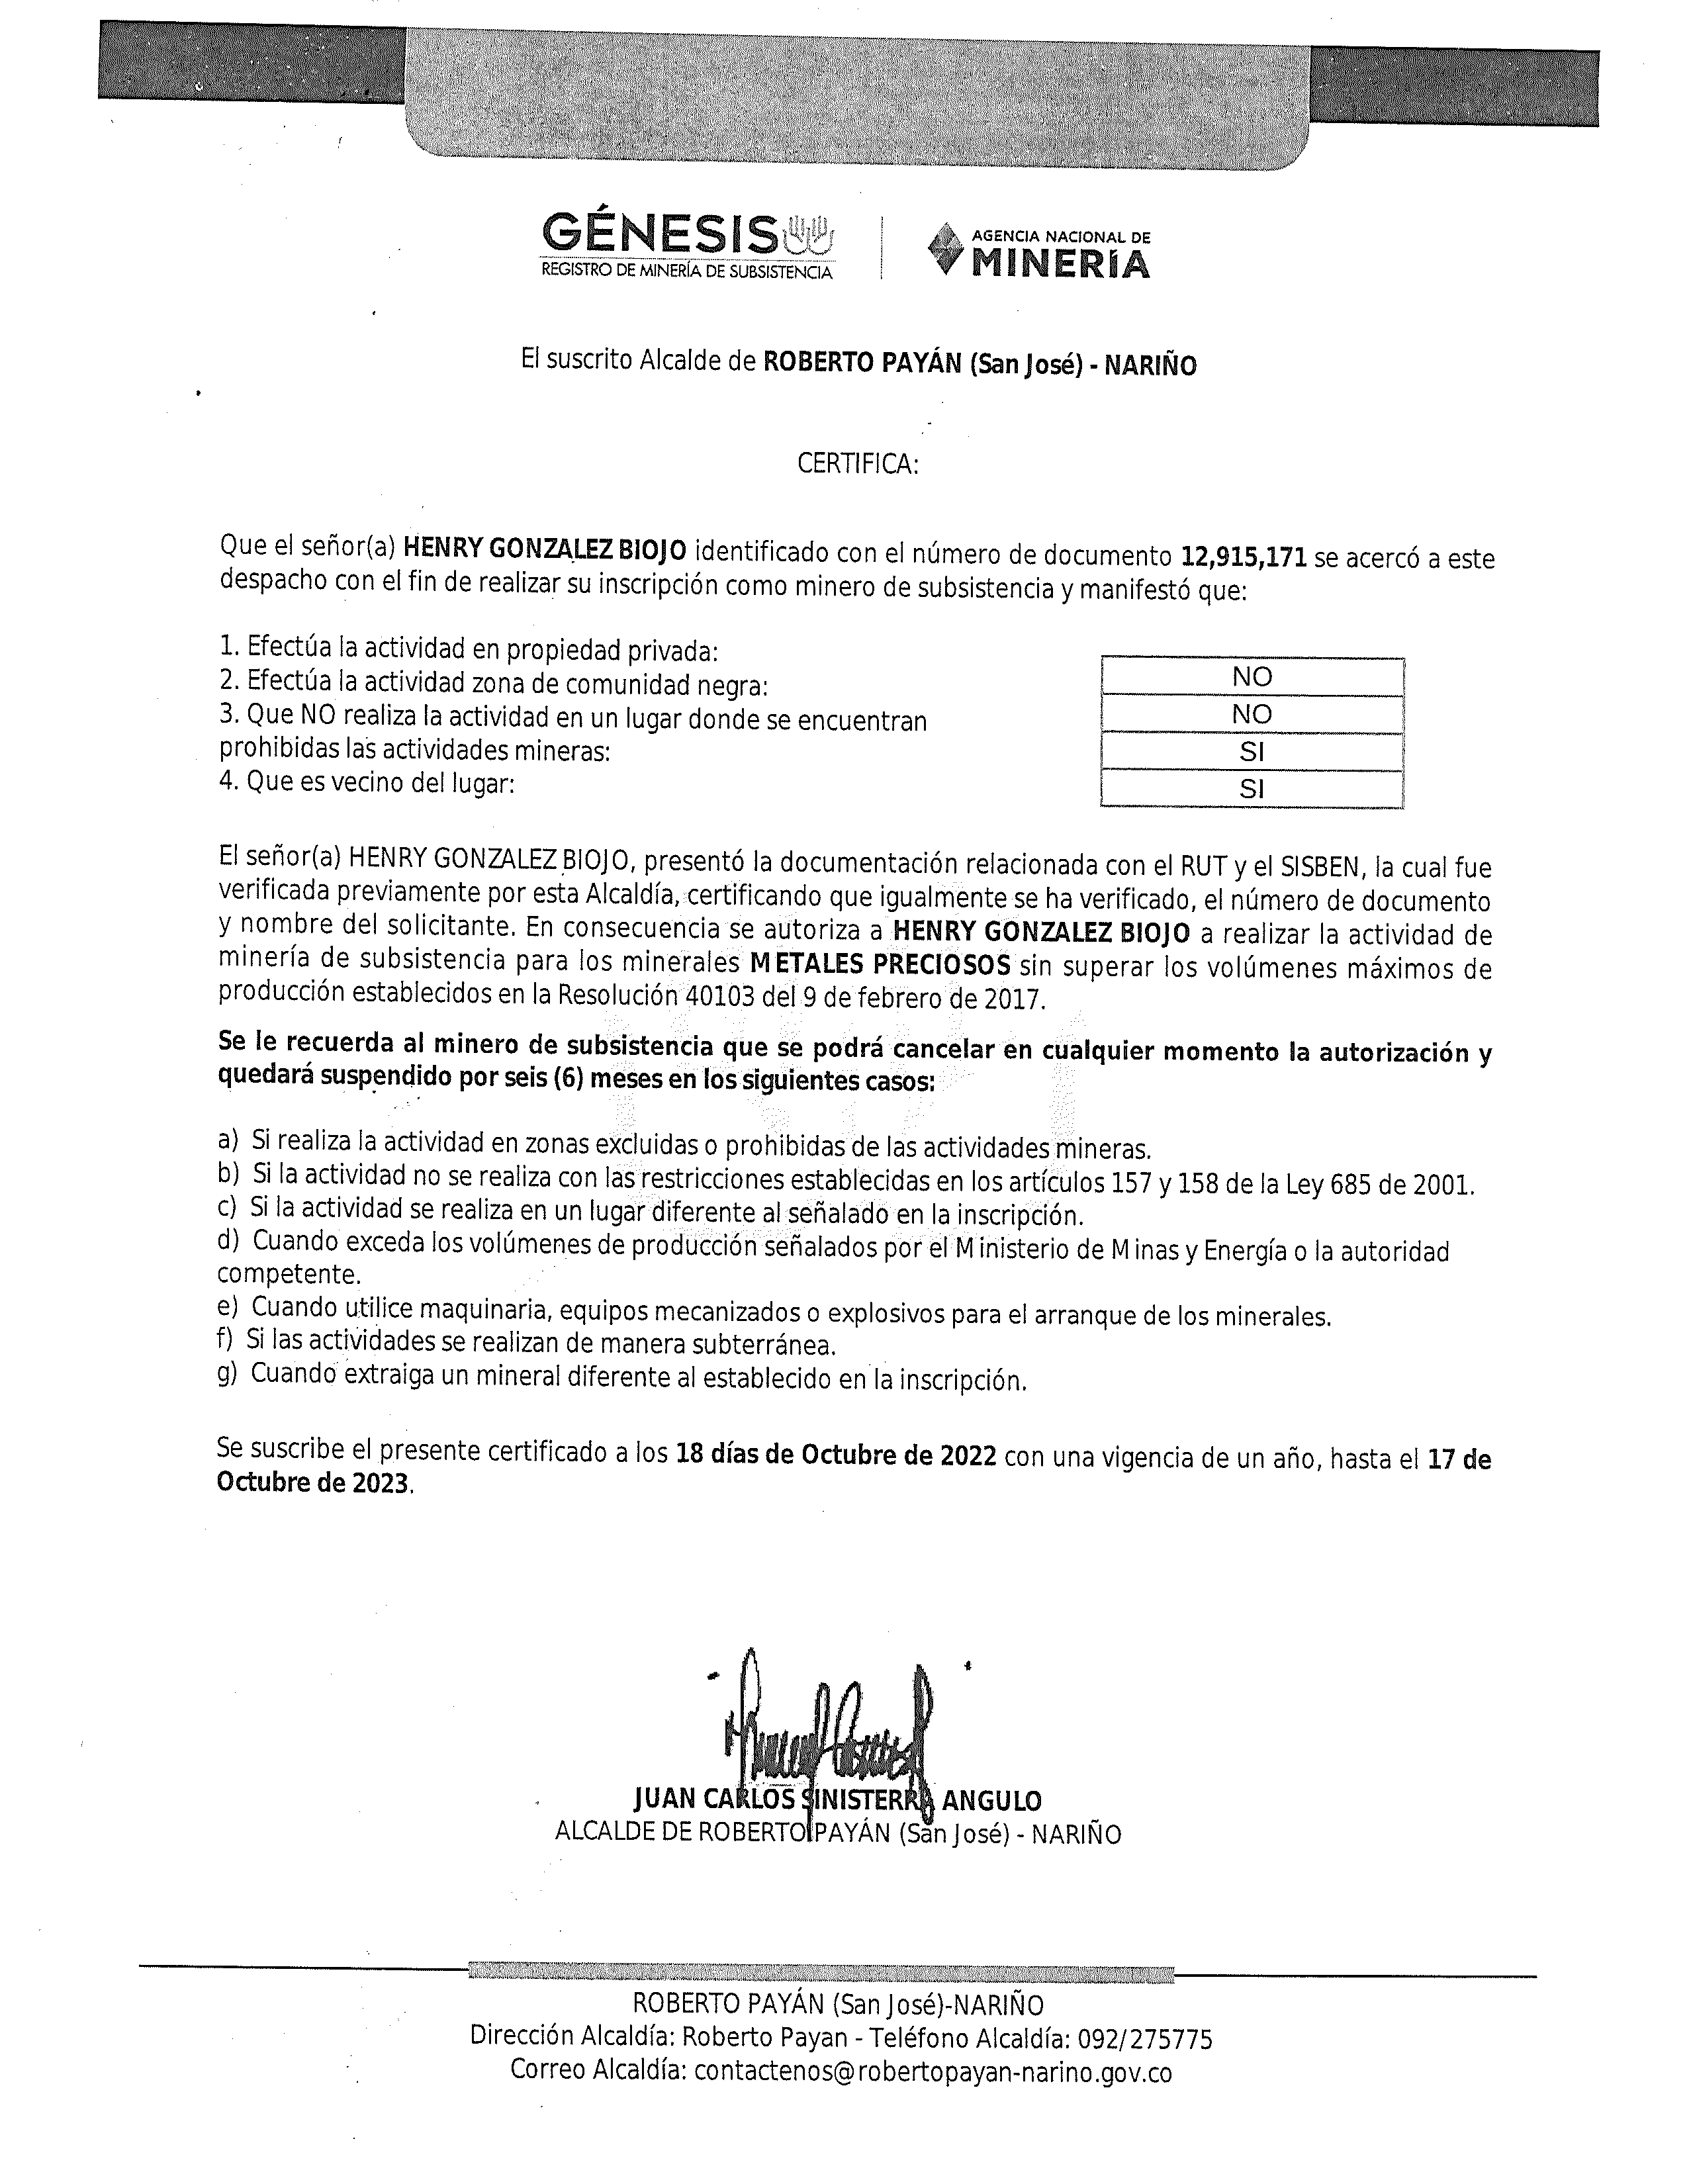 GÉNESIS
REGISTRO DE MINERÍA DE SUBSISTENCIA
AGENCIA NACIONAL DE
MINERÍA
El suscrito Alcalde de ROBERTO PAYÁN (San José) - NARIÑO
CERTIFICA:
Que el señor(a) HENRY GONZALEZ BIOJO identificado con el número de documento 12,915,171 se acercó a este
despacho con el fin de realizar su inscripción como minero de subsistencia y manifestó que:
1. Efectúa la actividad en propiedad privada:
NO
2. Efectúa la actividad zona de comunidad negra:
NO
3. Que NO realiza la actividad en un lugar donde se encuentran
prohibidas las actividades mineras:
SI
4. Que es vecino del lugar:
SI
El señor(a) HENRY GONZALEZ BIOJO, presentó la documentación relacionada con el RUT y el SISBEN, la cual fue
verificada previamente por esta Alcaldía, certificando que igualmente se ha verificado, el número de documento
y nombre del solicitante. En consecuencia se autoriza a HENRY GONZALEZ BIOJO a realizar la actividad de
minería de subsistencia para los minerales METALES PRECIOSOS sin superar los volúmenes máximos de
producción establecidos en la Resolución 40103 del 9 de febrero de 2017.
Se le recuerda al minero de subsistencia que se podrá cancelar en cualquier momento la autorización y
quedará suspendido por seis (6) meses en los siguientes casos:
a) Si realiza la actividad en zonas excluidas o prohibidas de las actividades mineras.
b) Si la actividad no se realiza con las restricciones establecidas en los artículos 157 y 158 de la Ley 685 de 2001.
c) Si la actividad se realiza en un lugar diferente al señalado en la inscripción.
d) Cuando exceda los volúmenes de producción señalados por el Ministerio de Minas y Energía o la autoridad
competente.
e) Cuando utilice maquinaria, equipos mecanizados o explosivos para el arranque de los minerales.
f) Si las actividades se realizan de manera subterránea.
g) Cuando extraiga un mineral diferente al establecido en la inscripción.
Se suscribe el presente certificado a los 18 días de Octubre de 2022 con una vigencia de un año, hasta el 17 de
Octubre de 2023.
JUAN CARLOS SINISTERRA ANGULO
ALCALDE DE ROBERTO PAYÁN (San José) - NARIÑO
ROBERTO PAYÁN (San José)-NARIÑO
Dirección Alcaldía: Roberto Payan - Teléfono Alcaldía: 092/275775
Correo Alcaldía: contactenos@robertopayan-narino.gov.co